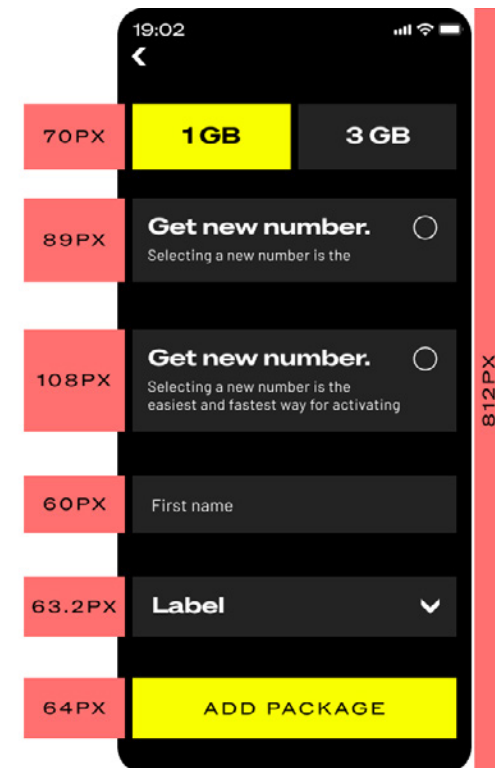 19:02
70PX
1 GB
3 GB
89PX
Get new number.
Selecting a new number is the
108PX
Get new number.
Selecting a new number is the
easiest and fastest way for activating
812PX
60PX
First name
63.2PX
Label
64PX
ADD PACKAGE